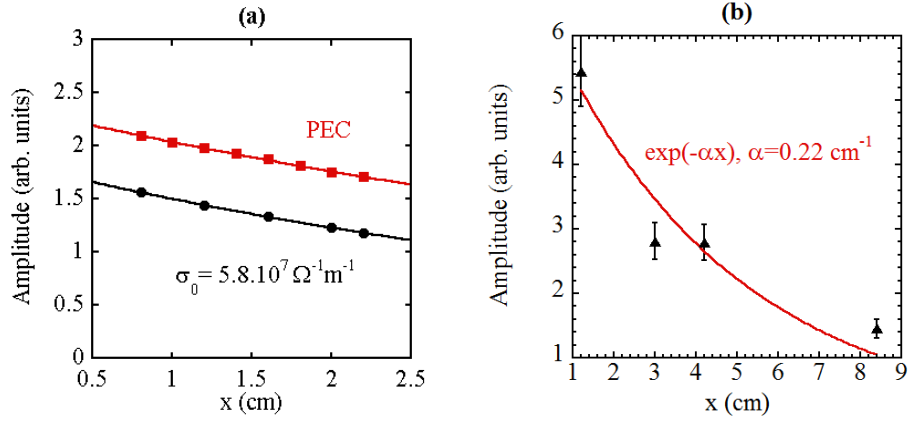 (a)
Amplitude (arb. units)
3
2.5
2
1.5
1
0.5
0
PEC
σ₀= 5.8.10⁷ Ω⁻¹m⁻¹
0.5 1 1.5 2 2.5
x (cm)
(b)
Amplitude (arb. units)
6
5
4
3
2
1
exp(-αx), α=0.22 cm⁻¹
1 2 3 4 5 6 7 8 9
x (cm)